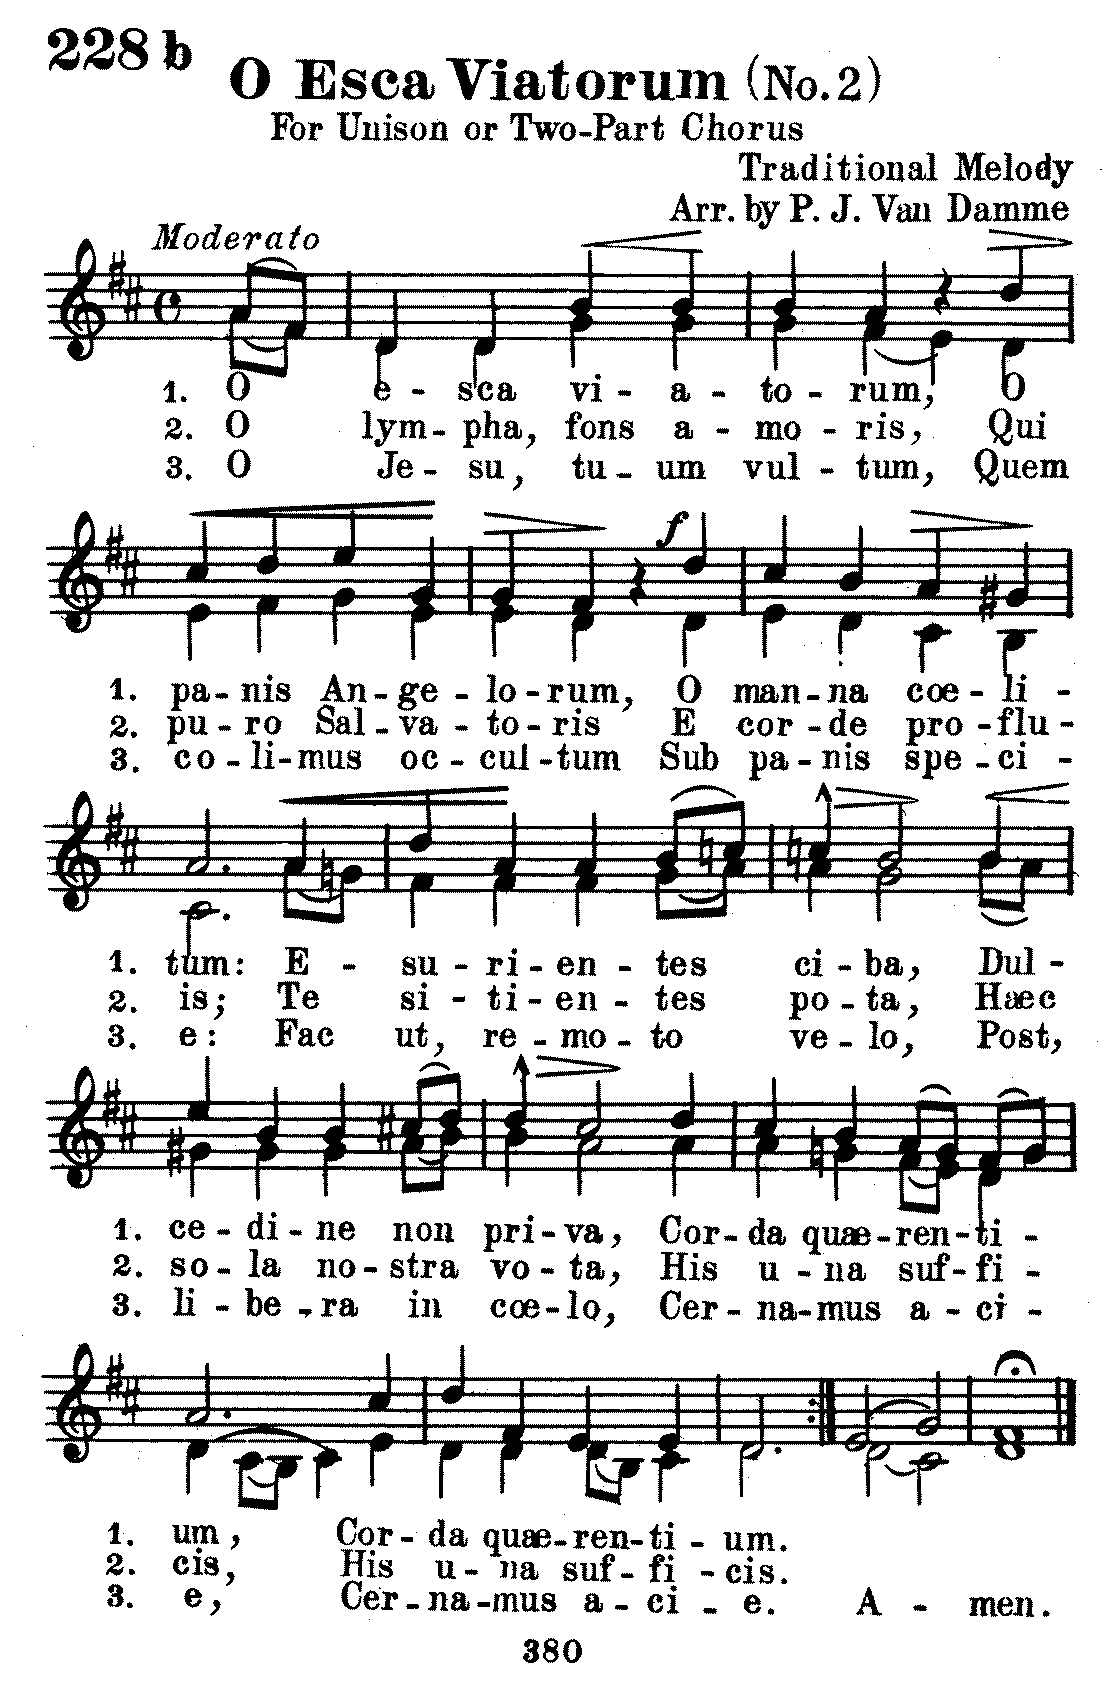 228 b
O Esca Viatorum (No. 2)
For Unison or Two-Part Chorus
Traditional Melody
Arr. by P. J. Van Damme
Moderato
1. O e - sca vi - a - to - rum, O
2. O lym - pha, fons a - mo - ris, Qui
3. O Je - su, tu - um vul - tum, Quem
f
1. pa - nis An - ge - lo - rum, O man - na cœ - li -
2. pu - ro Sal - va - to - ris E cor - de pro - flu -
3. co - li - mus oc - cul - tum Sub pa - nis spe - ci -
1. tum: E - su - ri - en - tes ci - ba, Dul -
2. is; Te si - ti - en - tes po - ta, Haec
3. e: Fac ut, re - mo - to ve - lo, Post,
1. ce - di - ne non pri - va, Cor - da quæ - ren - ti -
2. so - la no - stra vo - ta, His u - na suf - fi -
3. li - be - ra in cœ - lo, Cer - na - mus a - ci -
1. um, Cor - da quæ - ren - ti - um.
2. cis, His u - na suf - fi - cis.
3. e, Cer - na - mus a - ci - e. A - men.
380